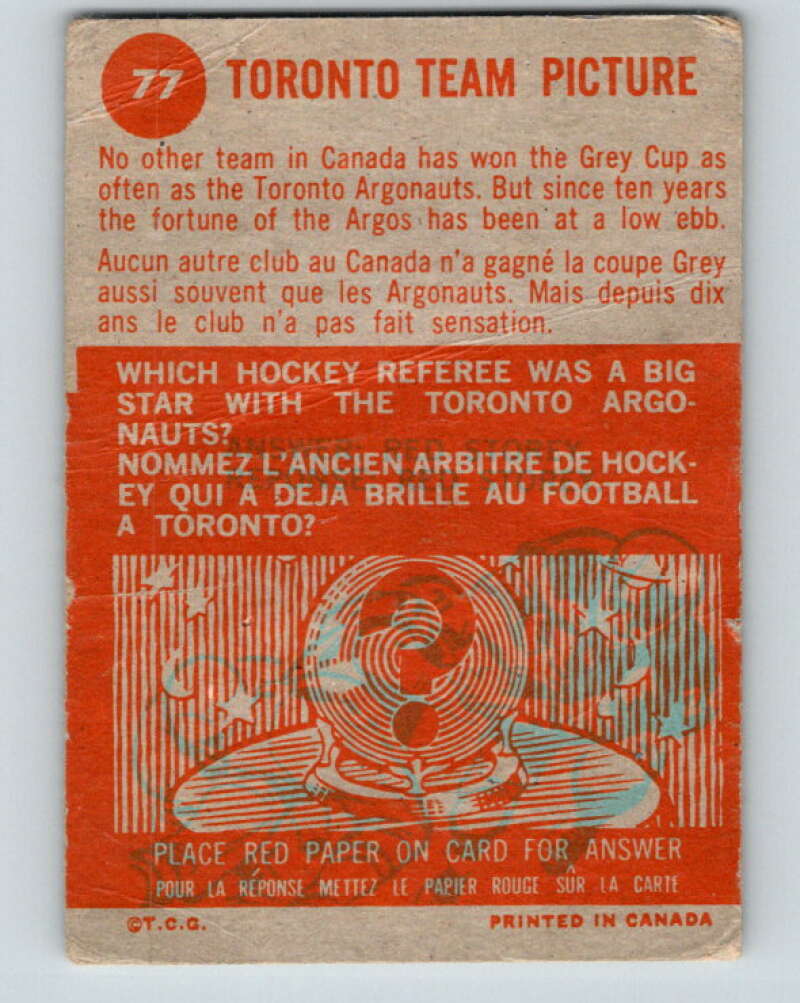 77 TORONTO TEAM PICTURE
No other team in Canada has won the Grey Cup as
often as the Toronto Argonauts. But since ten years
the fortune of the Argos has been at a low ebb.
Aucun autre club au Canada n'a gagné la coupe Grey
aussi souvent que les Argonauts. Mais depuis dix
ans le club n'a pas fait sensation.
WHICH HOCKEY REFEREE WAS A BIG
STAR WITH THE TORONTO ARGO-
NAUTS?
ANSWER: RED STOREY
NOMMEZ L'ANCIEN ARBITRE DE HOCK-
EY QUI A DEJA BRILLE AU FOOTBALL
A TORONTO?
?
PLACE RED PAPER ON CARD FOR ANSWER
POUR LA RÉPONSE METTEZ LE PAPIER ROUGE SÛR LA CARTE
©T.C.G. PRINTED IN CANADA